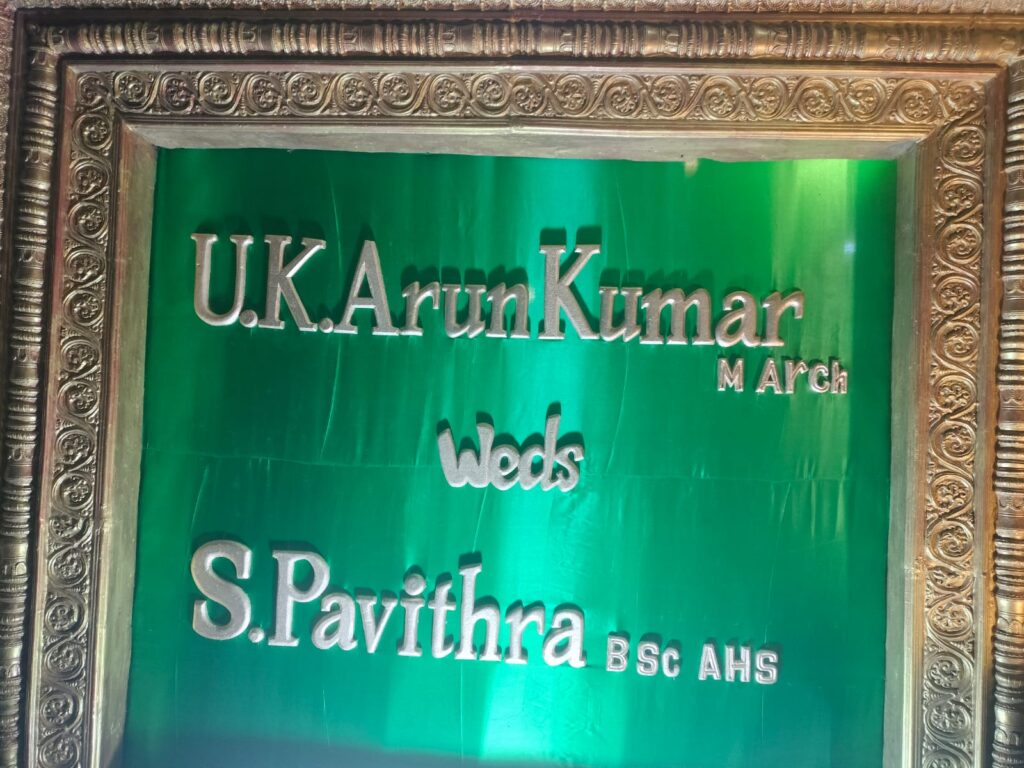 U.K.Arun Kumar
M Arch
Weds
S.Pavithra BSc AHS